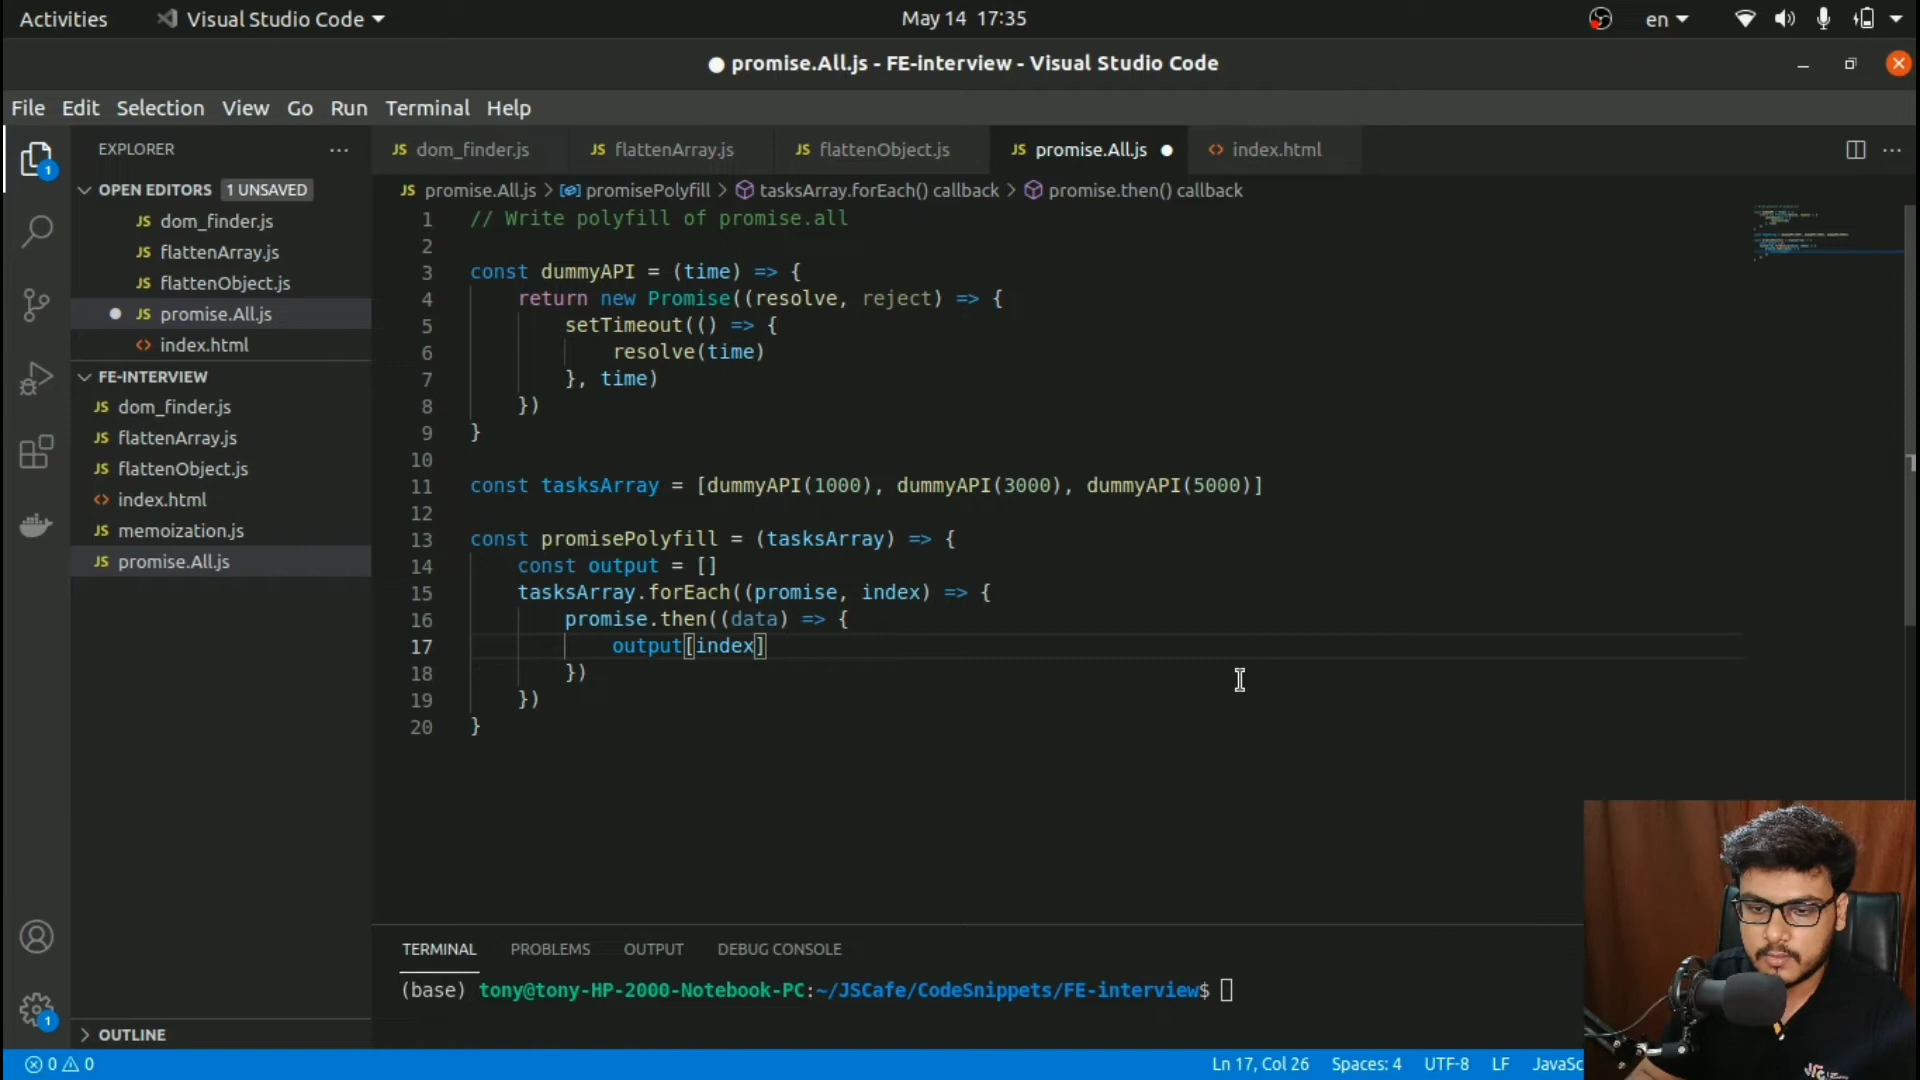 Activities
Visual Studio Code
May 14 17:35
en
promise.All.js - FE-interview - Visual Studio Code
File Edit Selection View Go Run Terminal Help
EXPLORER
OPEN EDITORS 1 UNSAVED
JS dom_finder.js
JS flattenArray.js
JS flattenObject.js
JS promise.All.js
<> index.html
FE-INTERVIEW
JS dom_finder.js
JS flattenArray.js
JS flattenObject.js
<> index.html
JS memoization.js
JS promise.All.js
OUTLINE
1
1
JS dom_finder.js
JS flattenArray.js
JS flattenObject.js
JS promise.All.js
<> index.html
JS promise.All.js > promisePolyfill > tasksArray.forEach() callback > promise.then() callback
1 // Write polyfill of promise.all
2
3 const dummyAPI = (time) => {
4 return new Promise((resolve, reject) => {
5 setTimeout(() => {
6 resolve(time)
7 }, time)
8 })
9 }
10
11 const tasksArray = [dummyAPI(1000), dummyAPI(3000), dummyAPI(5000)]
12
13 const promisePolyfill = (tasksArray) => {
14 const output = []
15 tasksArray.forEach((promise, index) => {
16 promise.then((data) => {
17 output[index]
18 })
19 })
20 }
TERMINAL PROBLEMS OUTPUT DEBUG CONSOLE
(base) tony@tony-HP-2000-Notebook-PC:~/JSCafe/CodeSnippets/FE-interview$
0 0
Ln 17, Col 26 Spaces: 4 UTF-8 LF JavaSc